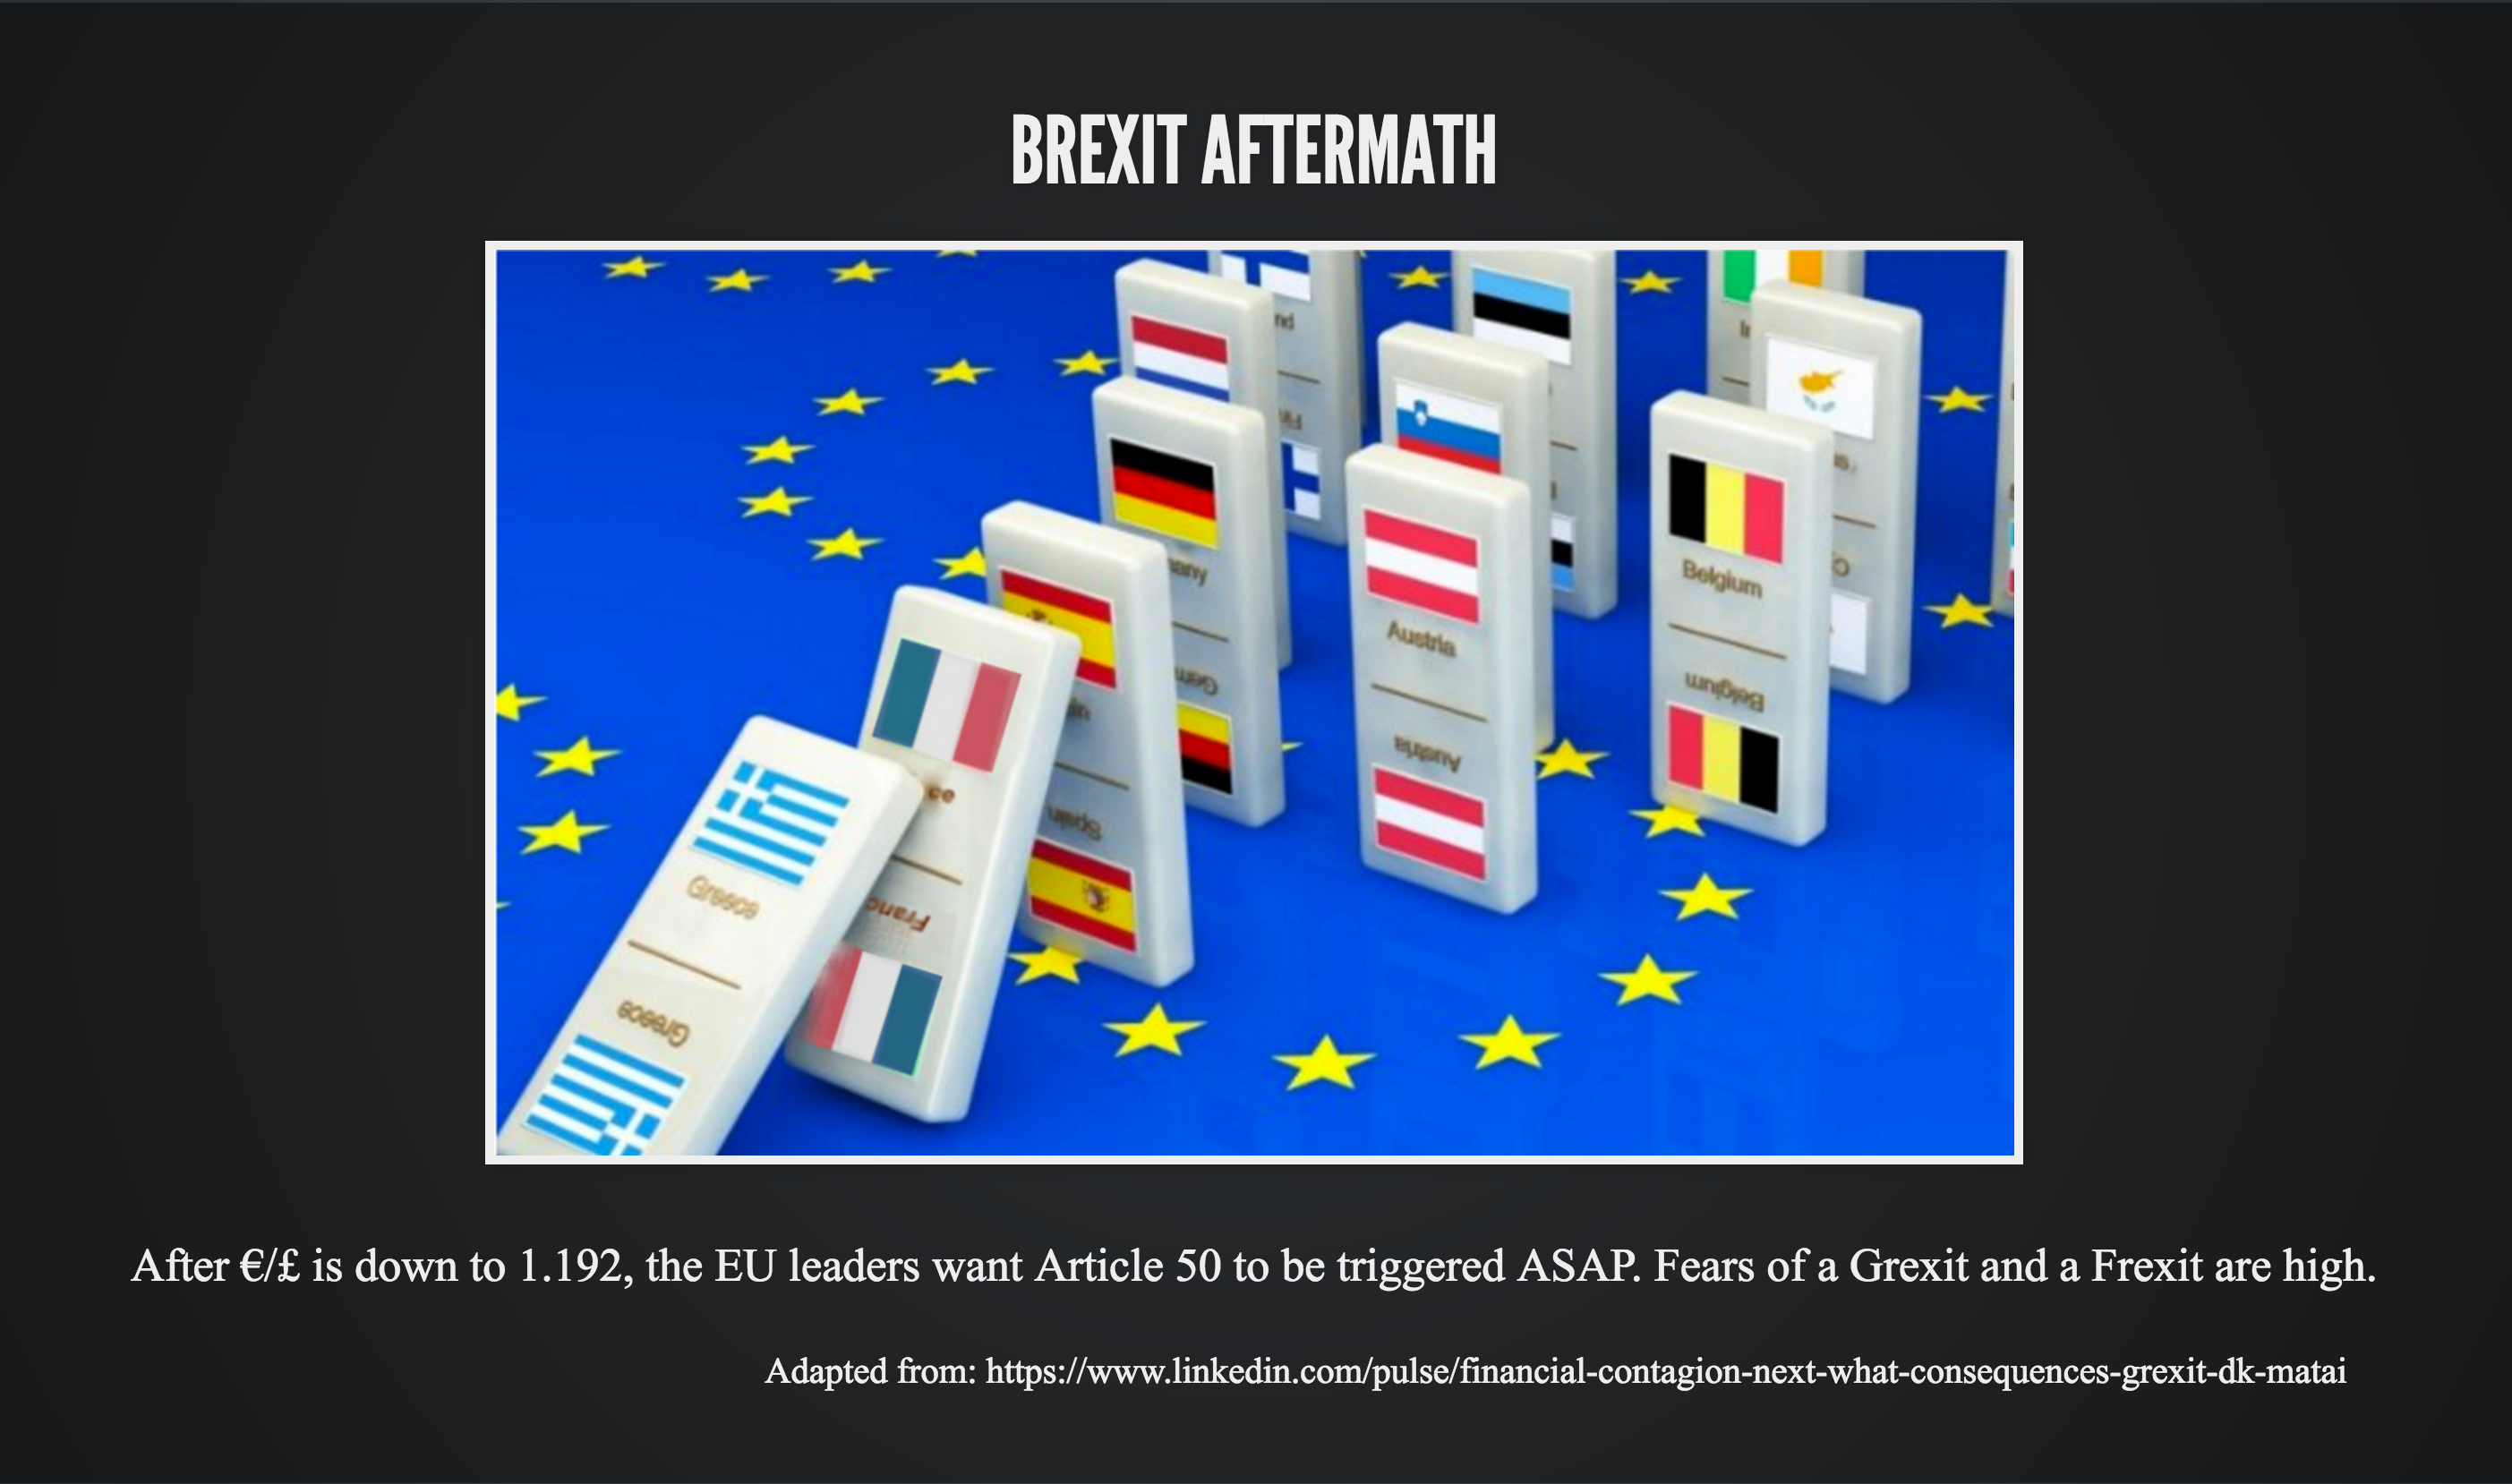 BREXIT AFTERMATH
Greece
Greece
Franc
Spain
Austria
Austria
Belgium
Belgium
After €/£ is down to 1.192, the EU leaders want Article 50 to be triggered ASAP. Fears of a Grexit and a Frexit are high.
Adapted from: https://www.linkedin.com/pulse/financial-contagion-next-what-consequences-grexit-dk-matai